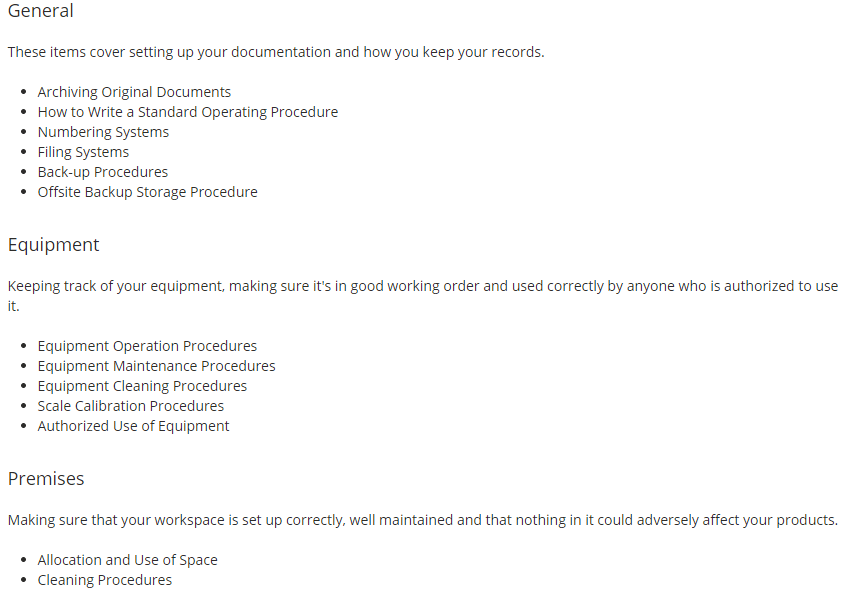 General
These items cover setting up your documentation and how you keep your records.
• Archiving Original Documents
• How to Write a Standard Operating Procedure
• Numbering Systems
• Filing Systems
• Back-up Procedures
• Offsite Backup Storage Procedure
Equipment
Keeping track of your equipment, making sure it's in good working order and used correctly by anyone who is authorized to use
it.
• Equipment Operation Procedures
• Equipment Maintenance Procedures
• Equipment Cleaning Procedures
• Scale Calibration Procedures
• Authorized Use of Equipment
Premises
Making sure that your workspace is set up correctly, well maintained and that nothing in it could adversely affect your products.
• Allocation and Use of Space
• Cleaning Procedures